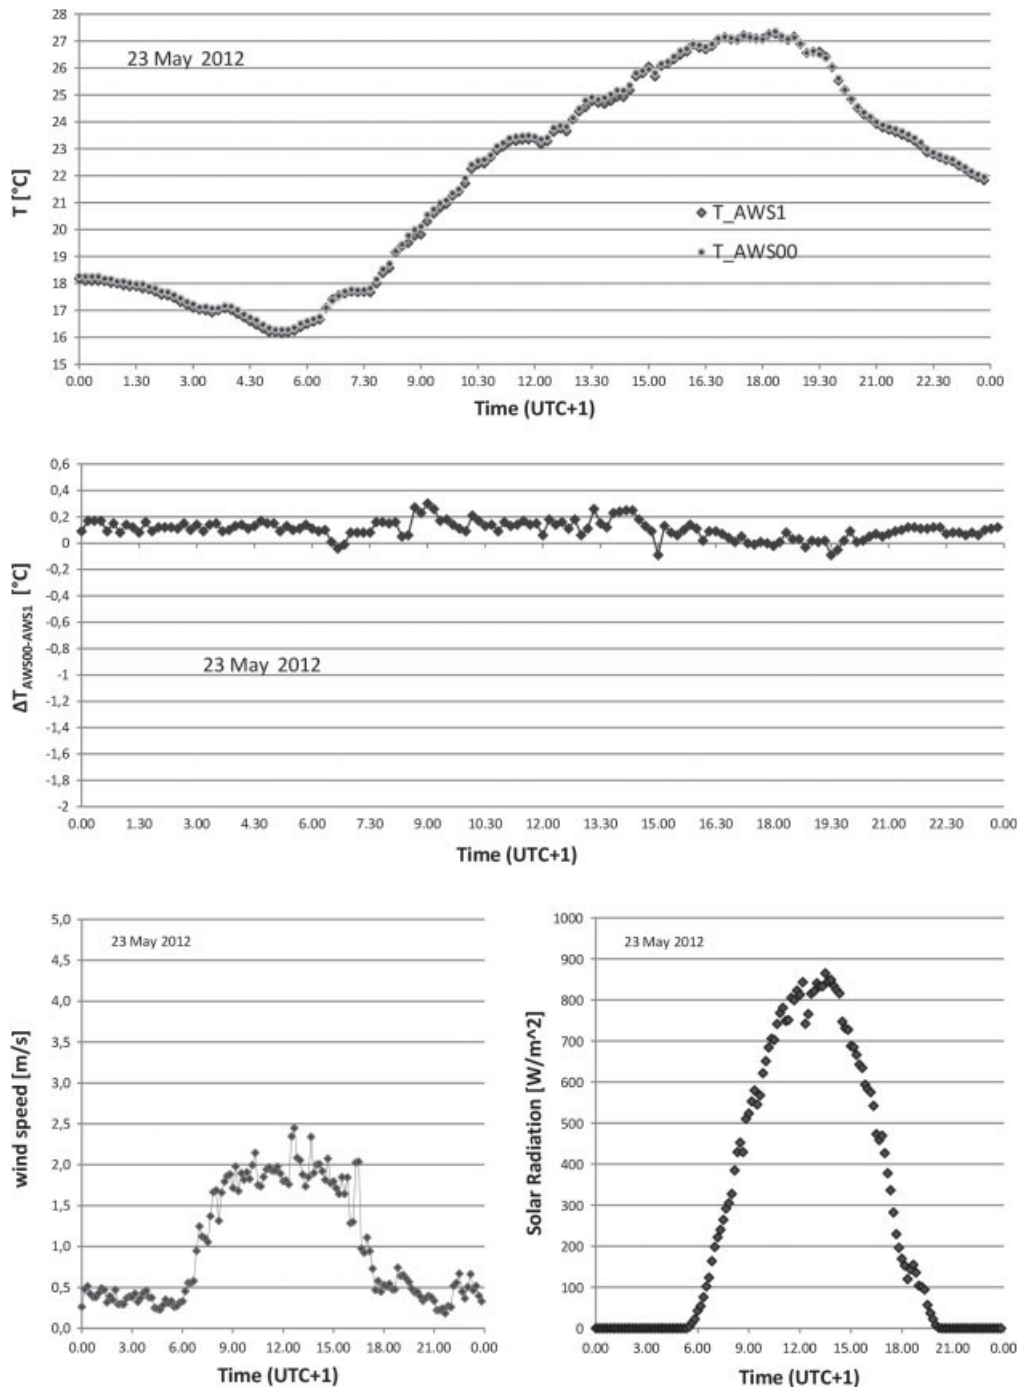 28
27
26
25
24
23
22
21
20
19
18
17
16
15
T [°C]
23 May 2012
T_AWS1
T_AWS00
0.00 1.30 3.00 4.30 6.00 7.30 9.00 10.30 12.00 13.30 15.00 16.30 18.00 19.30 21.00 22.30 0.00
Time (UTC+1)
0,6
0,4
0,2
0
-0,2
-0,4
-0,6
-0,8
-1
-1,2
-1,4
-1,6
-1,8
-2
ΔT AWS00-AWS1 [°C]
23 May 2012
0.00 1.30 3.00 4.30 6.00 7.30 9.00 10.30 12.00 13.30 15.00 16.30 18.00 19.30 21.00 22.30 0.00
Time (UTC+1)
5,0
4,5
4,0
3,5
3,0
2,5
2,0
1,5
1,0
0,5
0,0
wind speed [m/s]
23 May 2012
0.00 3.00 6.00 9.00 12.00 15.00 18.00 21.00 0.00
Time (UTC+1)
1000
900
800
700
600
500
400
300
200
100
0
Solar Radiation [W/m^2]
23 May 2012
0.00 3.00 6.00 9.00 12.00 15.00 18.00 21.00 0.00
Time (UTC+1)